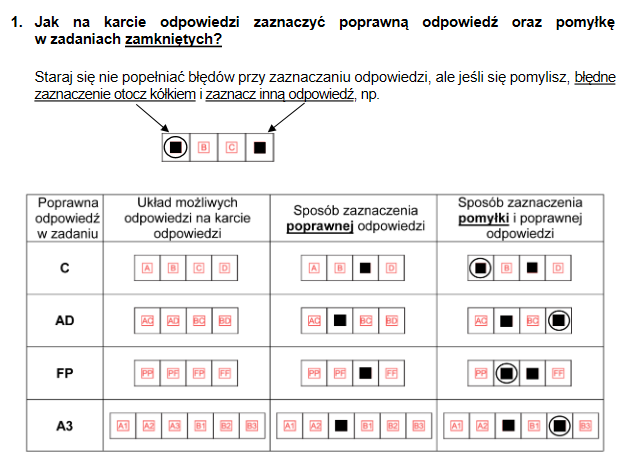 1. Jak na karcie odpowiedzi zaznaczyć poprawną odpowiedź oraz pomyłkę
w zadaniach zamkniętych?
Staraj się nie popełniać błędów przy zaznaczaniu odpowiedzi, ale jeśli się pomylisz, błędne
zaznaczenie otocz kółkiem i zaznacz inną odpowiedź, np.
B C
Poprawna
odpowiedź
w zadaniu
Układ możliwych
odpowiedzi na karcie
odpowiedzi
Sposób zaznaczenia
poprawnej odpowiedzi
Sposób zaznaczenia
pomyłki i poprawnej
odpowiedzi
C
A B C D
A B D
B D
AD
AC AD BC BD
AC BC BD
AC BC
FP
PP PF FP FF
PP PF FF
PP FF
A3
A1 A2 A3 B1 B2 B3
A1 A2 B1 B2 B3
A1 A2 B1 B3